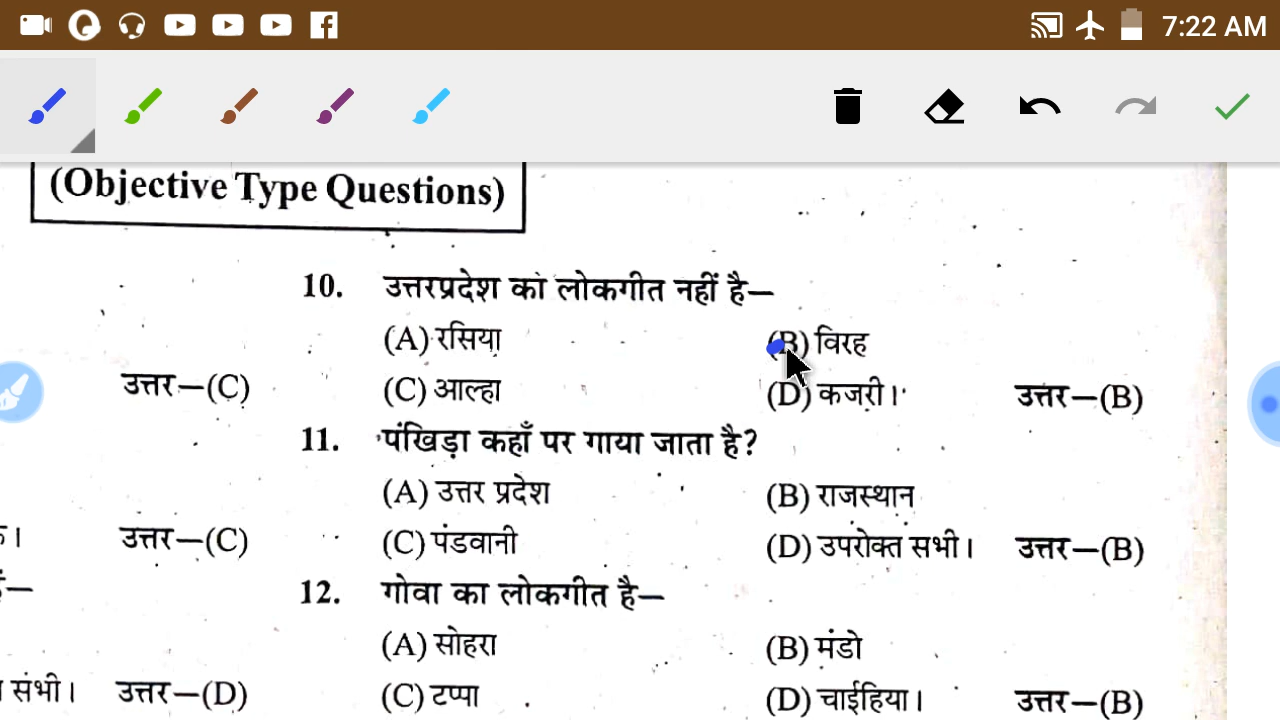 7:22 AM
(Objective Type Questions)
10. उत्तरप्रदेश का लोकगीत नहीं है—
(A) रसिया (B) विरह
उत्तर—(C) (C) आल्हा (D) कजरी। उत्तर—(B)
11. पंखिड़ा कहाँ पर गाया जाता है?
(A) उत्तर प्रदेश (B) राजस्थान
उत्तर—(C) (C) पंडवानी (D) उपरोक्त सभी। उत्तर—(B)
12. गोवा का लोकगीत है—
(A) सोहरा (B) मंडो
संभी। उत्तर—(D) (C) टप्पा (D) चाईहिया। उत्तर—(B)